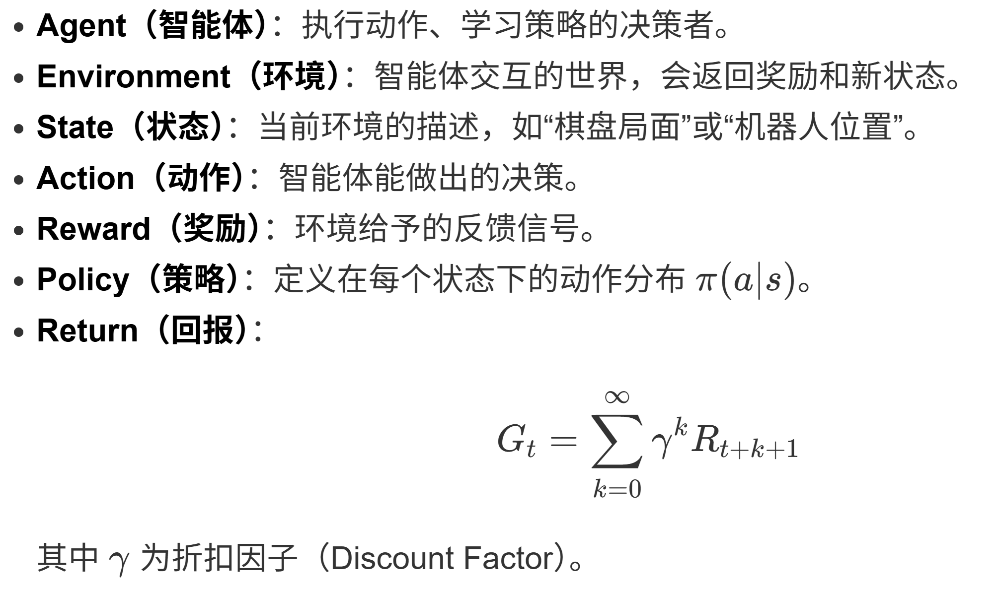 • Agent（智能体）：执行动作、学习策略的决策者。
• Environment（环境）：智能体交互的世界，会返回奖励和新状态。
• State（状态）：当前环境的描述，如“棋盘局面”或“机器人位置”。
• Action（动作）：智能体能做出的决策。
• Reward（奖励）：环境给予的反馈信号。
• Policy（策略）：定义在每个状态下的动作分布 π(a|s)。
• Return（回报）：
G_t = ∑_{k=0}^{∞} γ^k R_{t+k+1}
其中 γ 为折扣因子（Discount Factor）。